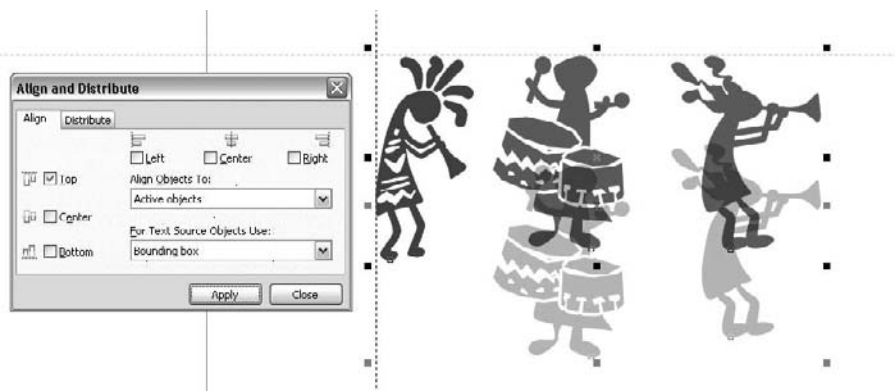 Align and Distribute
Align
Distribute
Left
Center
Right
Top
Align Objects To:
Active objects
Center
For Text Source Objects Use:
Bottom
Bounding box
Apply
Close